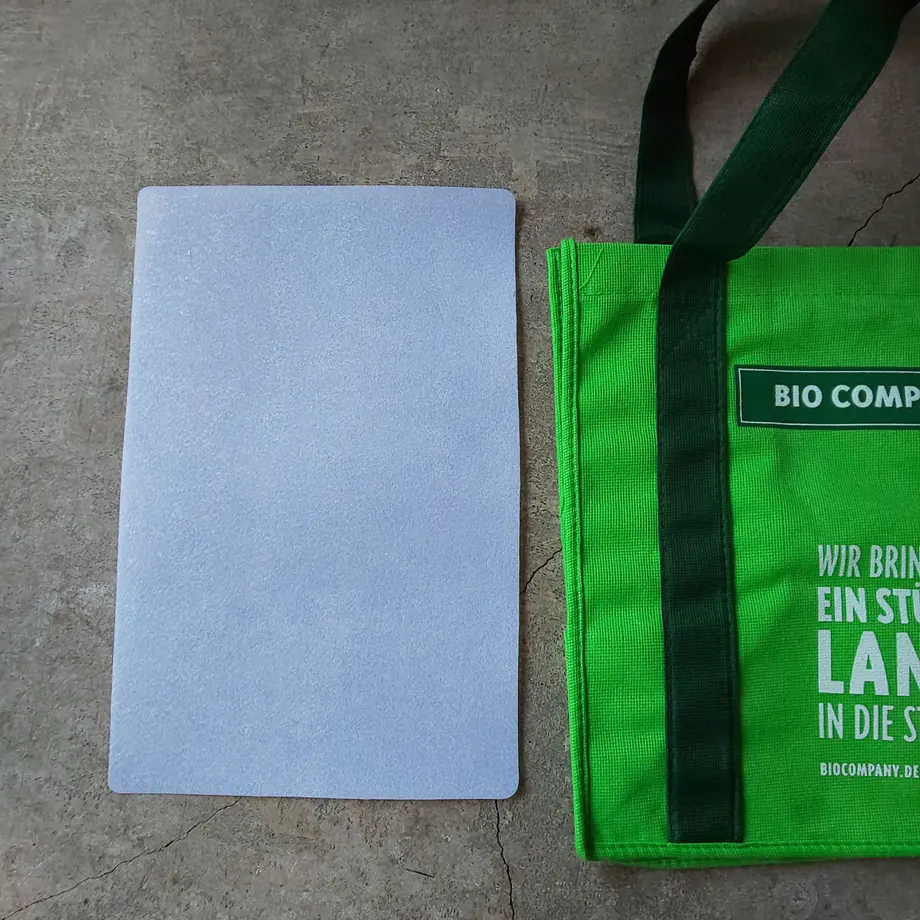 BIO COMP
WIR BRIN
EIN STÜ
LAN
IN DIE ST
BIOCOMPANY.DE